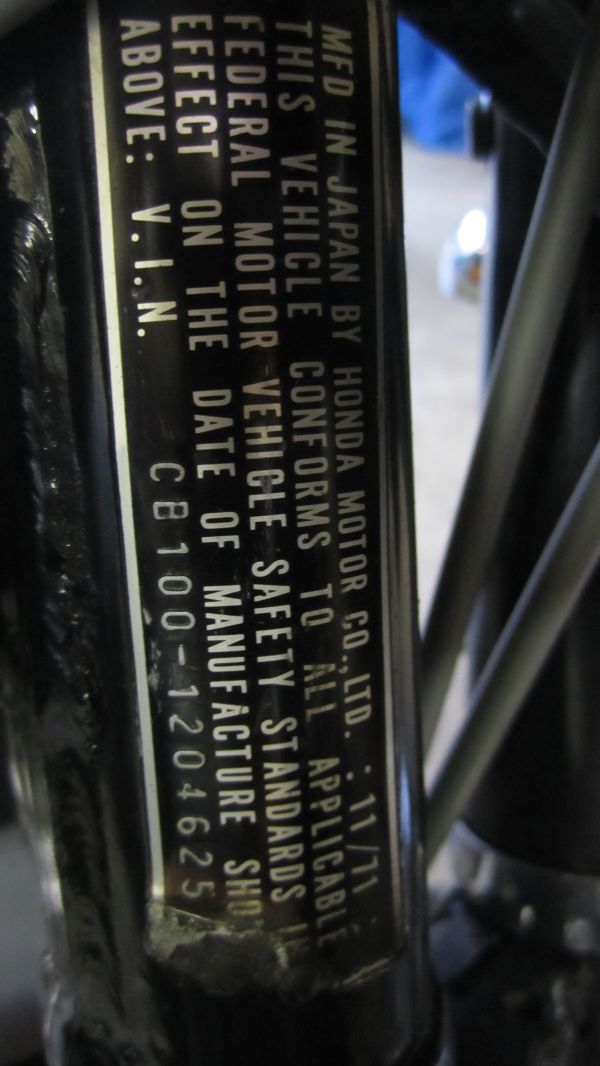 MFD IN JAPAN BY HONDA MOTOR CO., LTD. : 11/71
THIS VEHICLE CONFORMS TO ALL APPLICABLE
FEDERAL MOTOR VEHICLE SAFETY STANDARDS
EFFECT ON THE DATE OF MANUFACTURE SHO
ABOVE: V.I.N. CB100-1204625